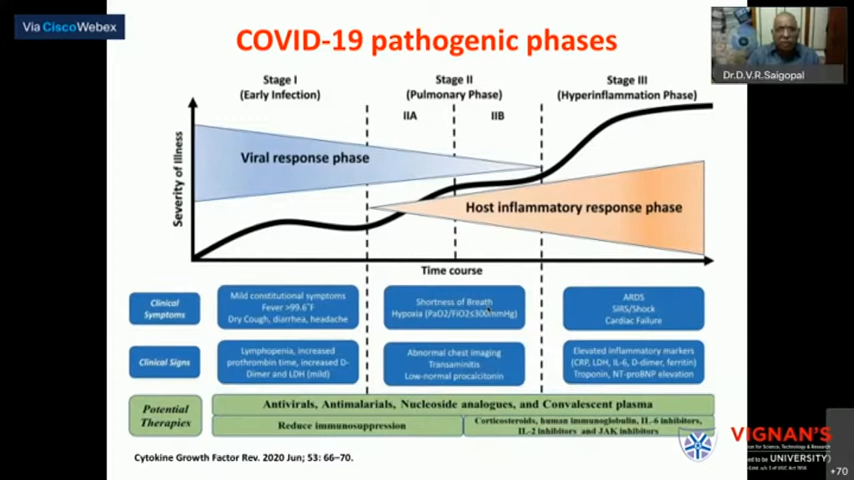 Via CiscoWebex
COVID-19 pathogenic phases
Dr.D.V.R.Saigopal
Stage I
(Early Infection)
Stage II
(Pulmonary Phase)
Stage III
(Hyperinflammation Phase)
IIA
IIB
Severity of Illness
Viral response phase
Host inflammatory response phase
Time course
Clinical
Symptoms
Mild constitutional symptoms
Fever >99.6°F
Dry Cough, diarrhea, headache
Shortness of Breath
Hypoxia (PaO2/FiO2≤300mmHg)
ARDS
SIRS/Shock
Cardiac Failure
Clinical Signs
Lymphopenia, increased
prothrombin time, increased D-
Dimer and LDH (mild)
Abnormal chest imaging
Transaminitis
Low-normal procalcitonin
Elevated inflammatory markers
(CRP, LDH, IL-6, D-dimer, ferritin)
Troponin, NT-proBNP elevation
Potential
Therapies
Antivirals, Antimalarials, Nucleoside analogues, and Convalescent plasma
Reduce immunosuppression
Corticosteroids, human immunoglobulin, IL-6 inhibitors,
IL-2 inhibitors and JAK inhibitors
VIGNAN'S
for Science, Technology & Research
to be UNIVERSITY)
Cytokine Growth Factor Rev. 2020 Jun; 53: 66–70.
+70